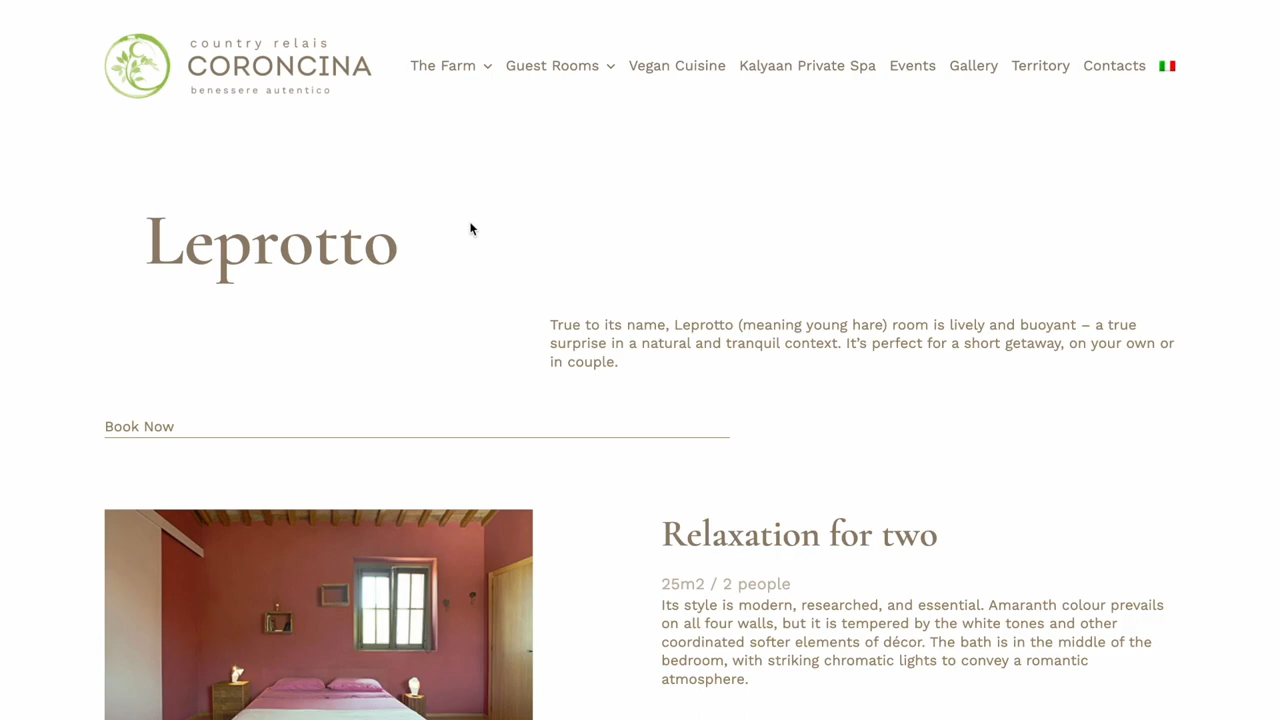 country relais
CORONCINA
benessere autentico
The Farm
Guest Rooms
Vegan Cuisine
Kalyaan Private Spa
Events
Gallery
Territory
Contacts
Leprotto
True to its name, Leprotto (meaning young hare) room is lively and buoyant – a true
surprise in a natural and tranquil context. It’s perfect for a short getaway, on your own or
in couple.
Book Now
Relaxation for two
25m2 / 2 people
Its style is modern, researched, and essential. Amaranth colour prevails
on all four walls, but it is tempered by the white tones and other
coordinated softer elements of décor. The bath is in the middle of the
bedroom, with striking chromatic lights to convey a romantic
atmosphere.